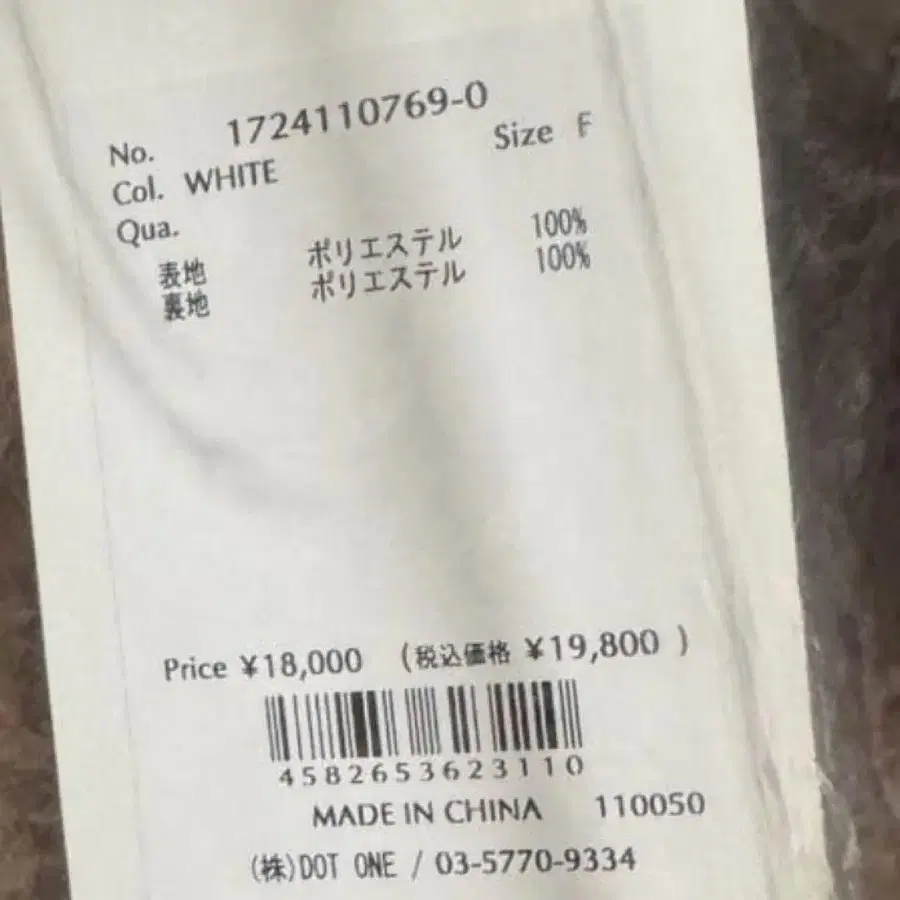 No. 1724110769-0
Col. WHITE Size F
Qua.
表地 ポリエステル 100%
裏地 ポリエステル 100%
Price ¥18,000 (税込価格 ¥19,800 )
4582653623110
MADE IN CHINA 110050
(株)DOT ONE / 03-5770-9334